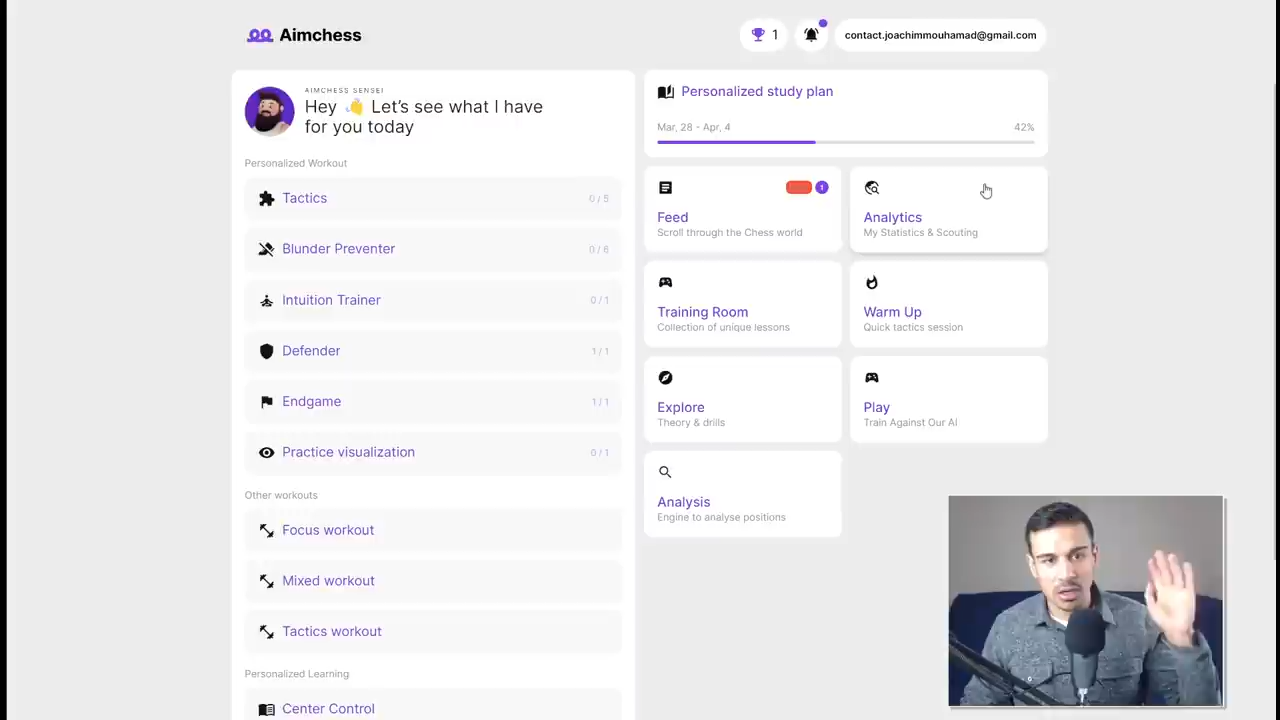 Aimchess
1
contact.joachimmouhamad@gmail.com
AIMCHESS SENSEI
Hey 👋 Let's see what I have
for you today
Personalized Workout
Tactics
0 / 5
Blunder Preventer
0 / 6
Intuition Trainer
0 / 1
Defender
1 / 1
Endgame
1 / 1
Practice visualization
0 / 1
Other workouts
Focus workout
Mixed workout
Tactics workout
Personalized Learning
Center Control
Personalized study plan
Mar, 28 - Apr, 4
42%
1
Feed
Scroll through the Chess world
Analytics
My Statistics & Scouting
Training Room
Collection of unique lessons
Warm Up
Quick tactics session
Explore
Theory & drills
Play
Train Against Our AI
Analysis
Engine to analyse positions